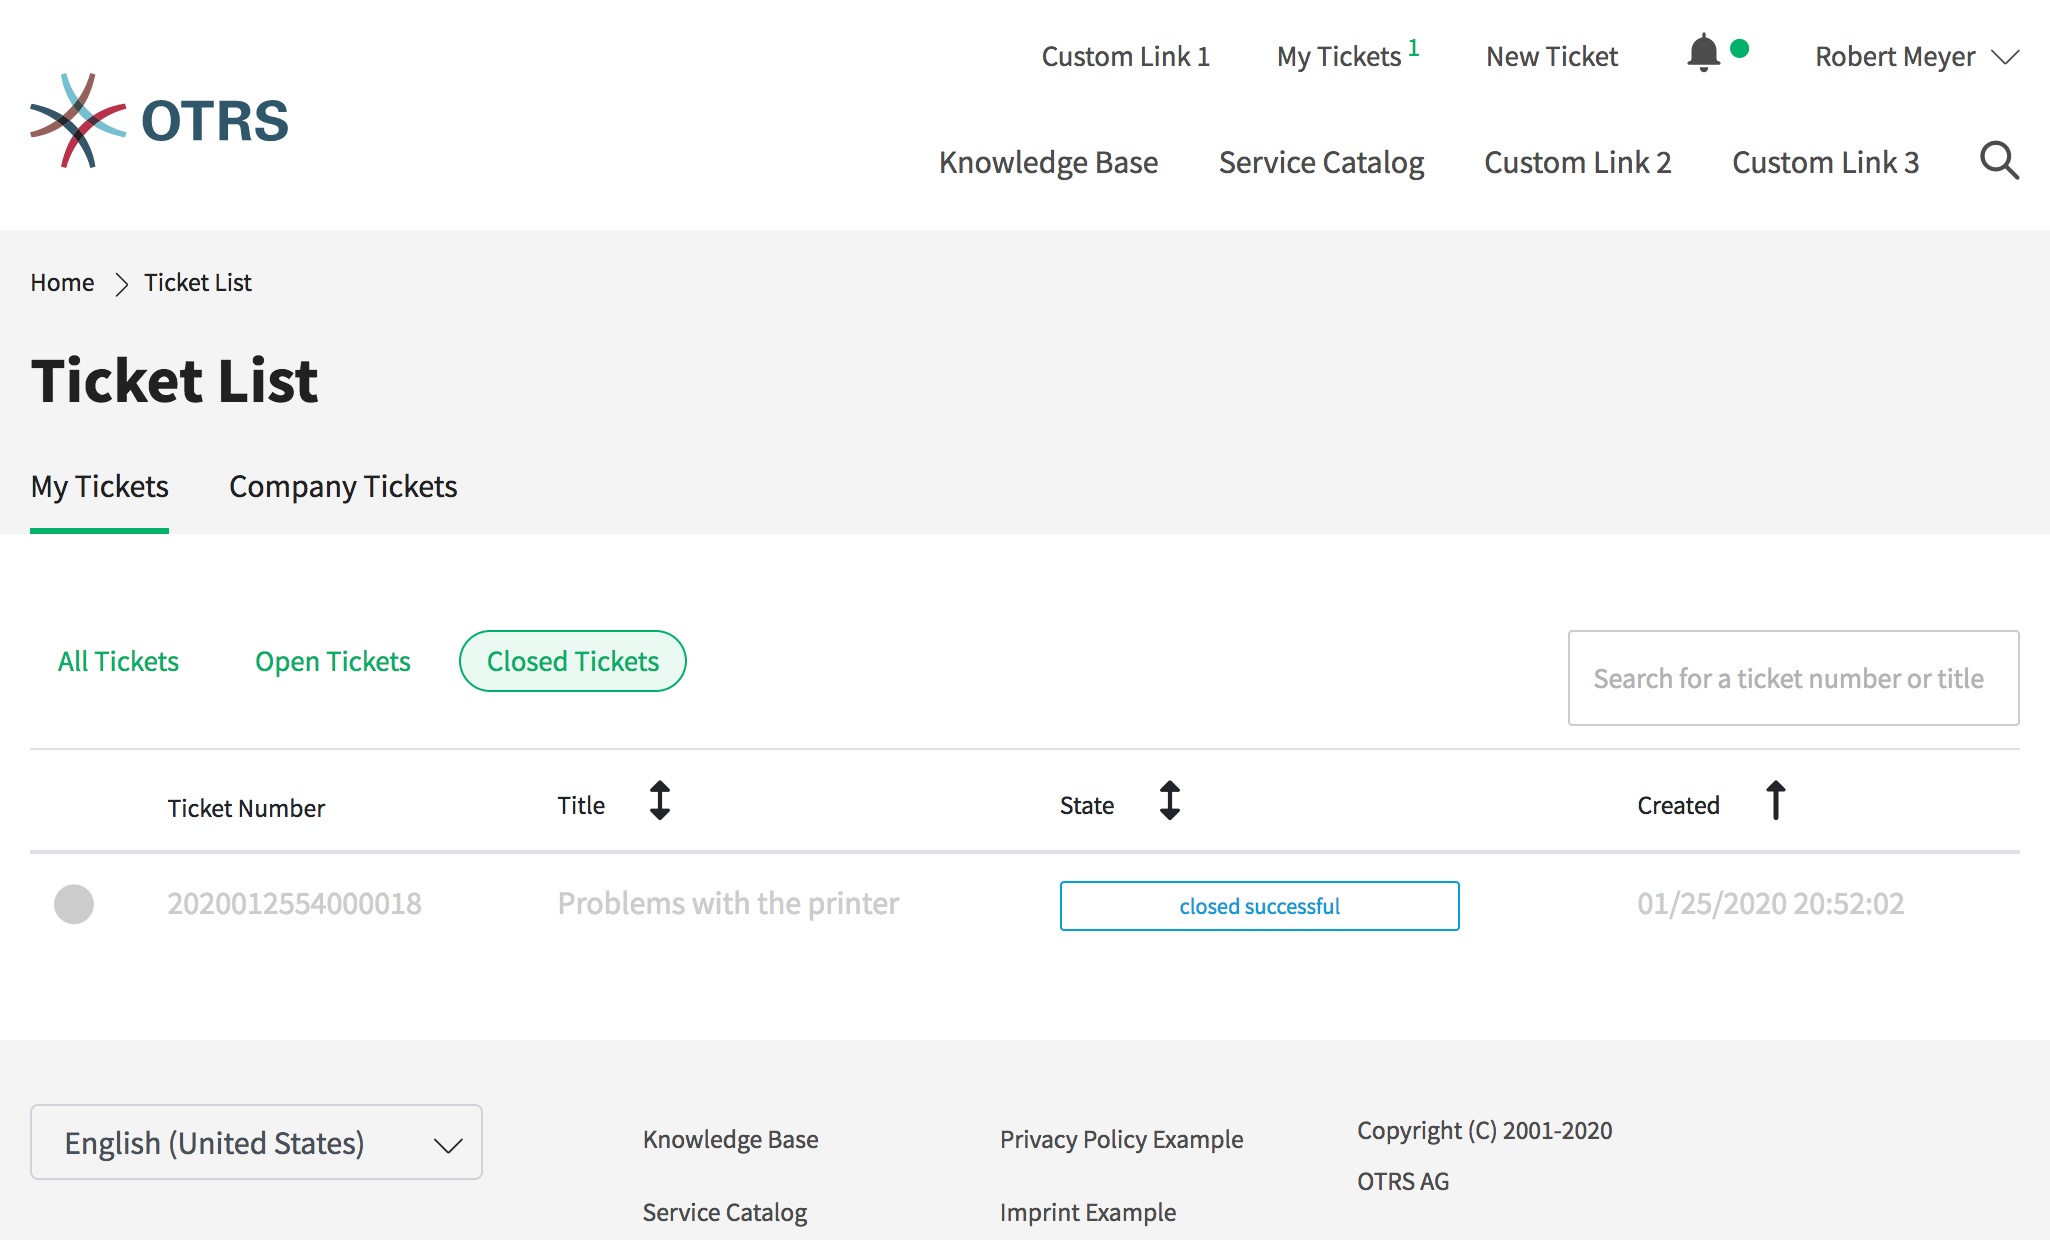 Custom Link 1 My Tickets 1 New Ticket Robert Meyer
OTRS
Knowledge Base Service Catalog Custom Link 2 Custom Link 3
Home Ticket List
Ticket List
My Tickets Company Tickets
All Tickets Open Tickets Closed Tickets
Search for a ticket number or title
Ticket Number Title State Created
2020012554000018 Problems with the printer closed successful 01/25/2020 20:52:02
English (United States)
Knowledge Base Privacy Policy Example Copyright (C) 2001-2020
OTRS AG
Service Catalog Imprint Example